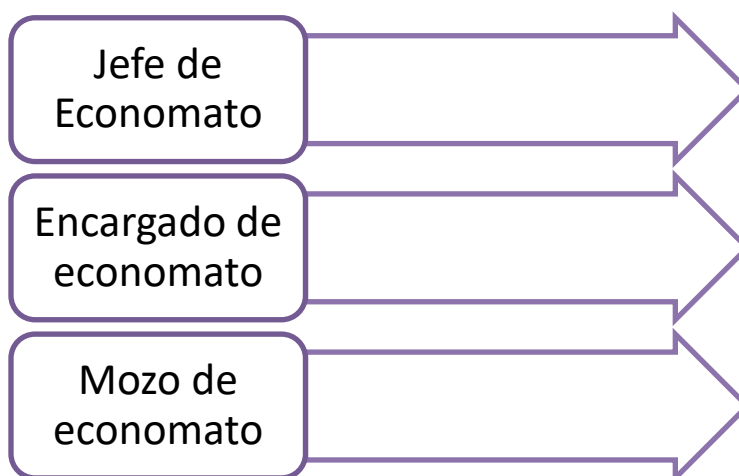 Jefe de
Economato
Encargado de
economato
Mozo de
economato